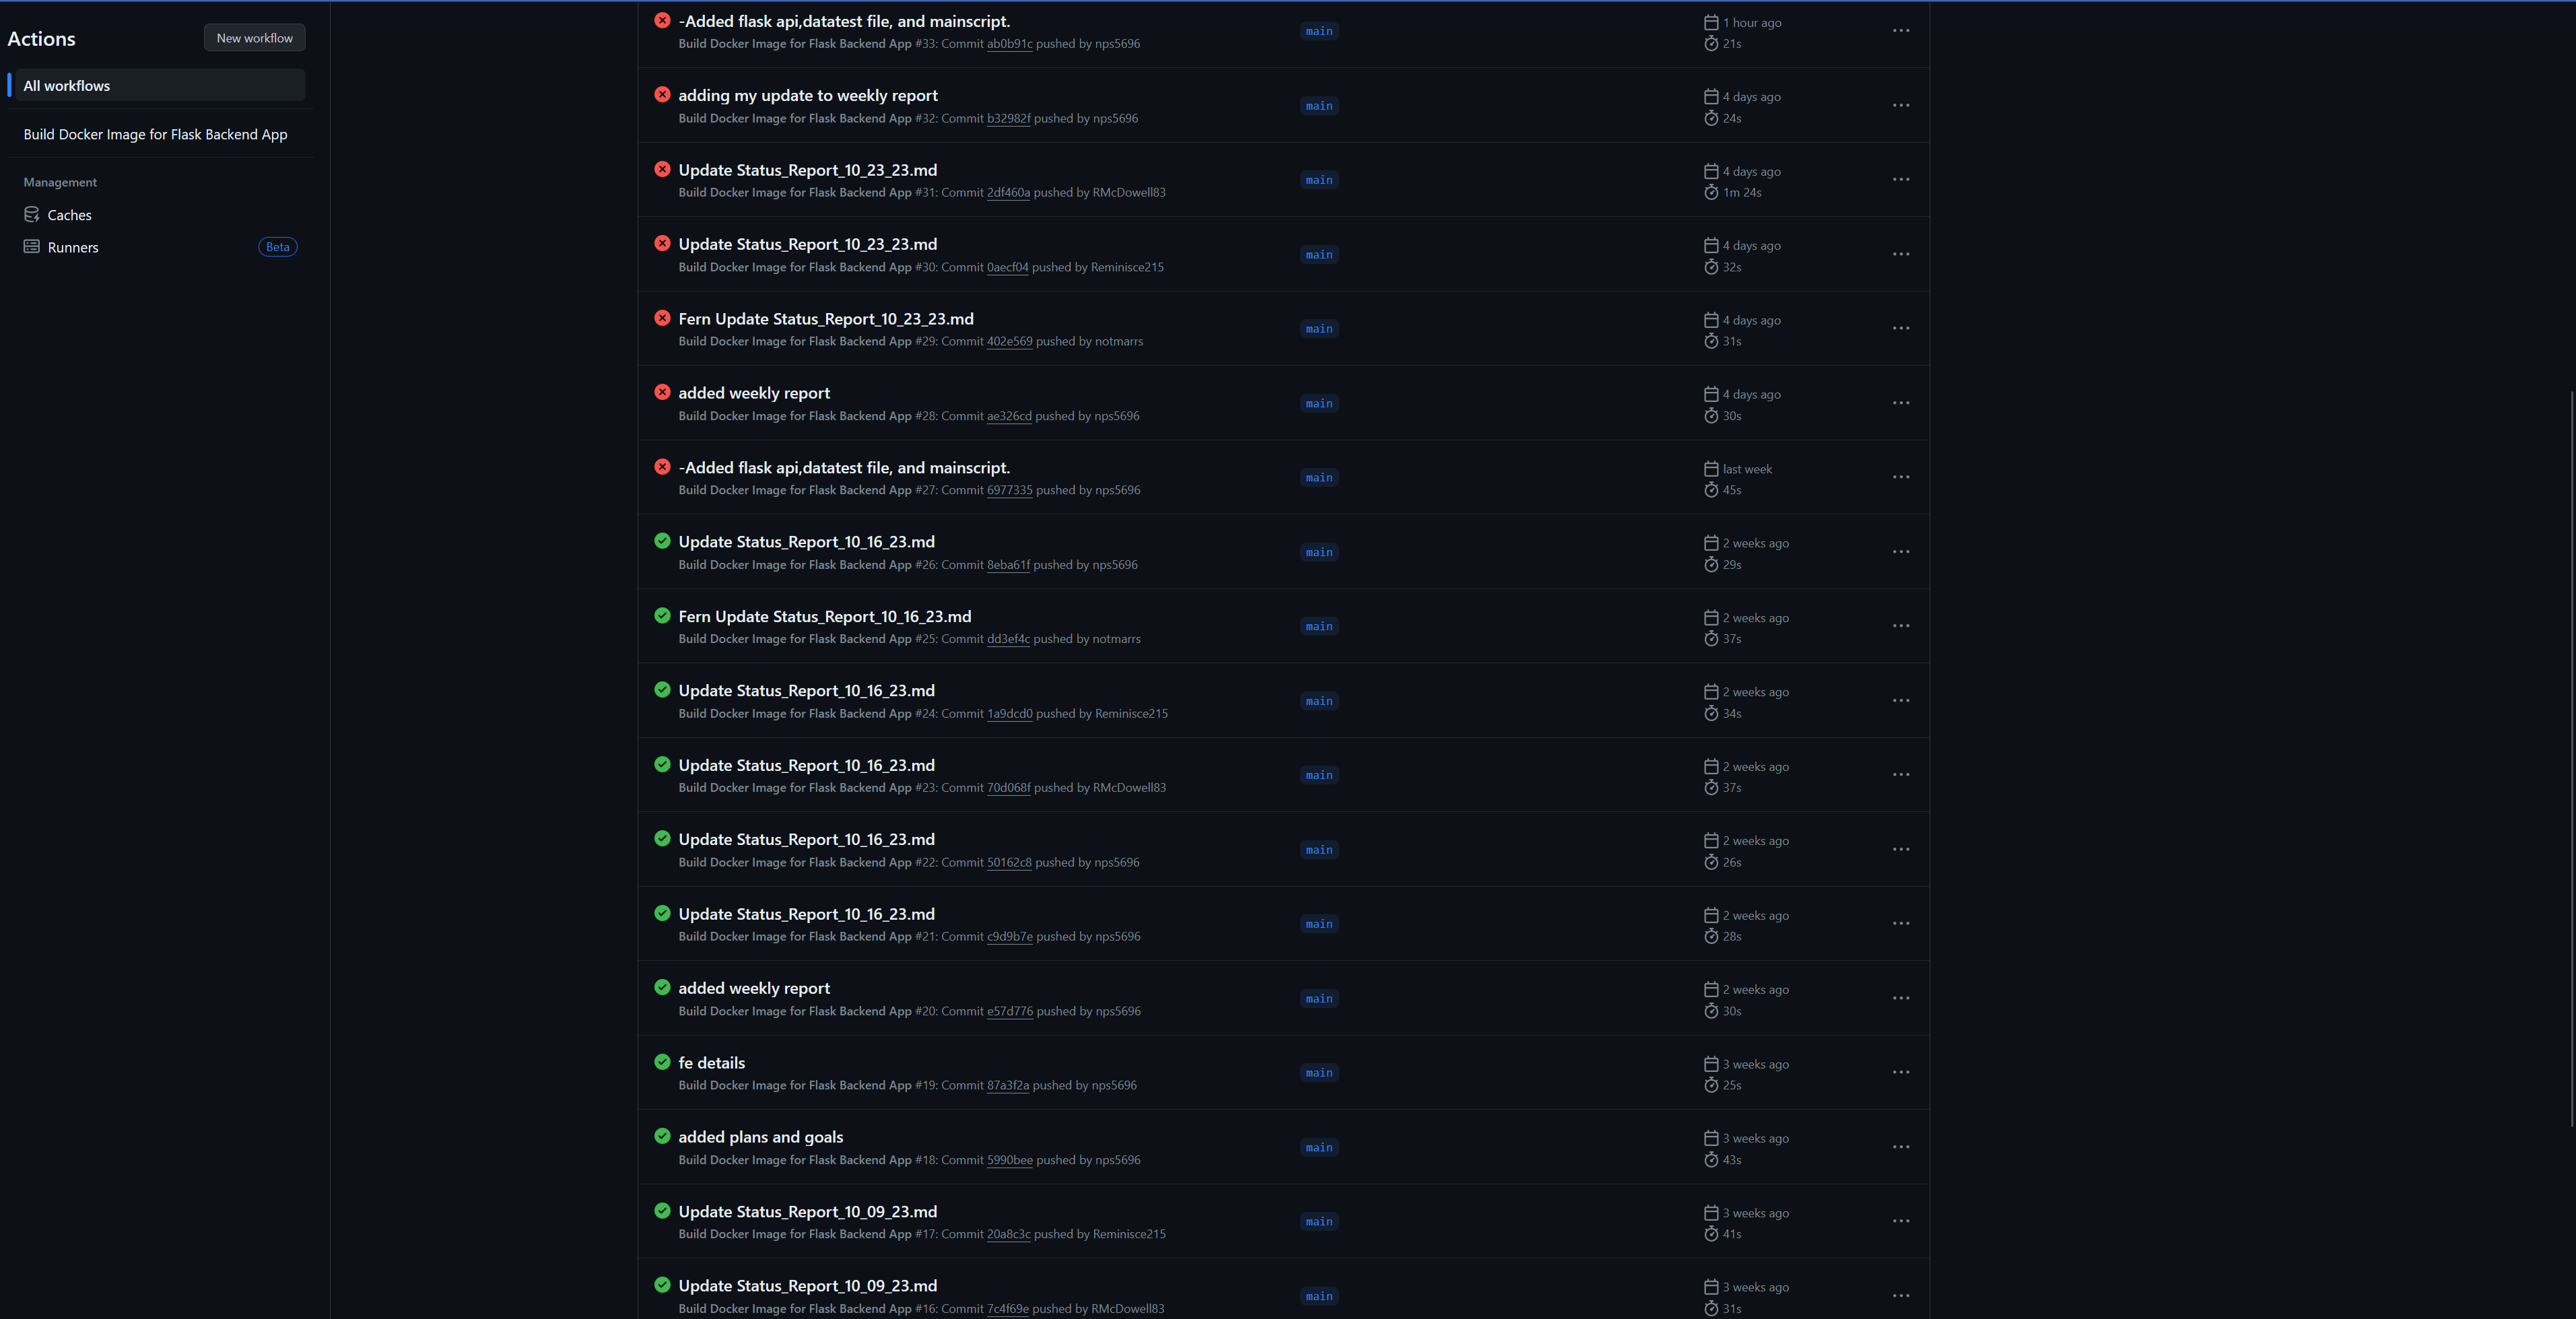 Actions
New workflow
All workflows
Build Docker Image for Flask Backend App
Management
Caches
Runners
Beta
-Added flask api,datatest file, and mainscript.
Build Docker Image for Flask Backend App #33: Commit ab0b91c pushed by nps5696
main
1 hour ago
21s
adding my update to weekly report
Build Docker Image for Flask Backend App #32: Commit b32982f pushed by nps5696
main
4 days ago
24s
Update Status_Report_10_23_23.md
Build Docker Image for Flask Backend App #31: Commit 2df460a pushed by RMcDowell83
main
4 days ago
1m 24s
Update Status_Report_10_23_23.md
Build Docker Image for Flask Backend App #30: Commit 0aecf04 pushed by Reminisce215
main
4 days ago
32s
Fern Update Status_Report_10_23_23.md
Build Docker Image for Flask Backend App #29: Commit 402e569 pushed by notmarrs
main
4 days ago
31s
added weekly report
Build Docker Image for Flask Backend App #28: Commit ae326cd pushed by nps5696
main
4 days ago
30s
-Added flask api,datatest file, and mainscript.
Build Docker Image for Flask Backend App #27: Commit 6977335 pushed by nps5696
main
last week
45s
Update Status_Report_10_16_23.md
Build Docker Image for Flask Backend App #26: Commit 8eba61f pushed by nps5696
main
2 weeks ago
29s
Fern Update Status_Report_10_16_23.md
Build Docker Image for Flask Backend App #25: Commit dd3ef4c pushed by notmarrs
main
2 weeks ago
37s
Update Status_Report_10_16_23.md
Build Docker Image for Flask Backend App #24: Commit 1a9dcd0 pushed by Reminisce215
main
2 weeks ago
34s
Update Status_Report_10_16_23.md
Build Docker Image for Flask Backend App #23: Commit 70d068f pushed by RMcDowell83
main
2 weeks ago
37s
Update Status_Report_10_16_23.md
Build Docker Image for Flask Backend App #22: Commit 50162c8 pushed by nps5696
main
2 weeks ago
26s
Update Status_Report_10_16_23.md
Build Docker Image for Flask Backend App #21: Commit c9d9b7e pushed by nps5696
main
2 weeks ago
28s
added weekly report
Build Docker Image for Flask Backend App #20: Commit e57d776 pushed by nps5696
main
2 weeks ago
30s
fe details
Build Docker Image for Flask Backend App #19: Commit 87a3f2a pushed by nps5696
main
3 weeks ago
25s
added plans and goals
Build Docker Image for Flask Backend App #18: Commit 5990bee pushed by nps5696
main
3 weeks ago
43s
Update Status_Report_10_09_23.md
Build Docker Image for Flask Backend App #17: Commit 20a8c3c pushed by Reminisce215
main
3 weeks ago
41s
Update Status_Report_10_09_23.md
Build Docker Image for Flask Backend App #16: Commit 7c4f69e pushed by RMcDowell83
main
3 weeks ago
31s